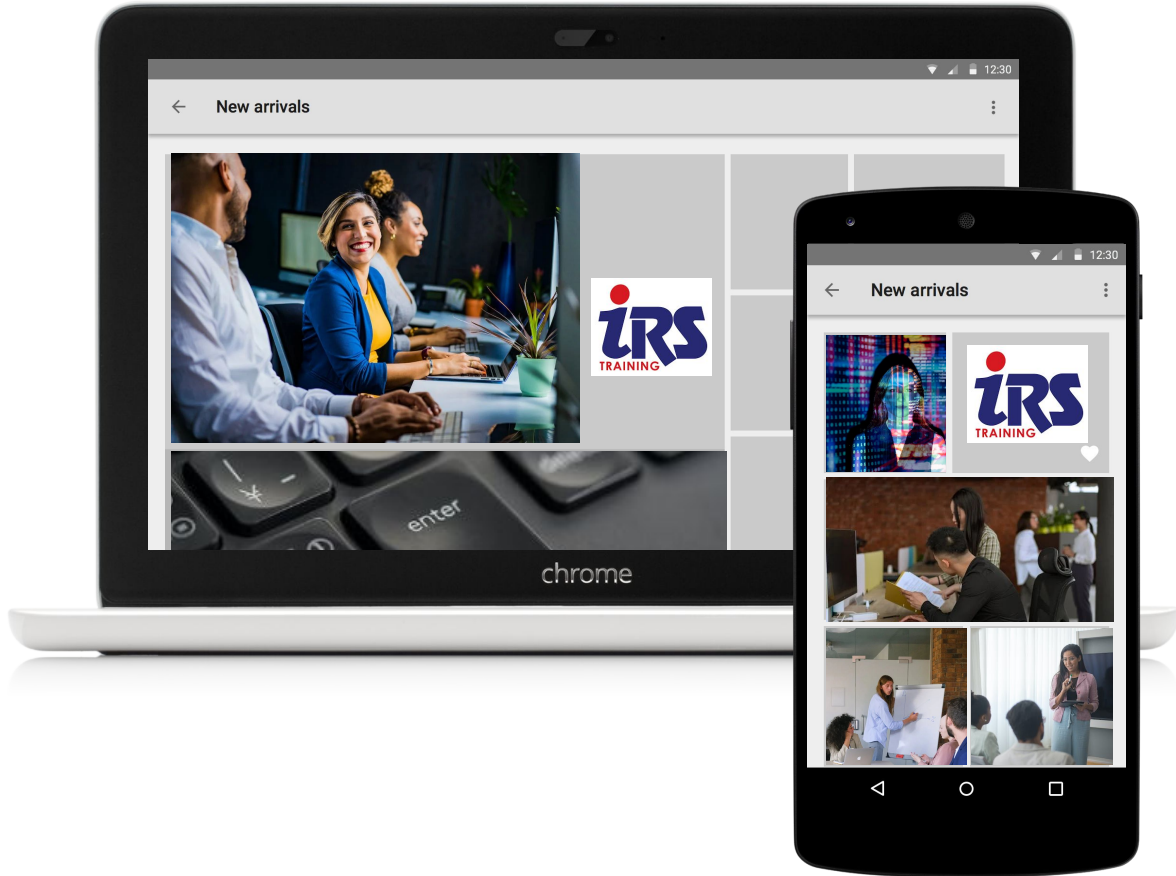 12:30
New arrivals
iRS
TRAINING
enter
chrome
12:30
New arrivals
iRS
TRAINING